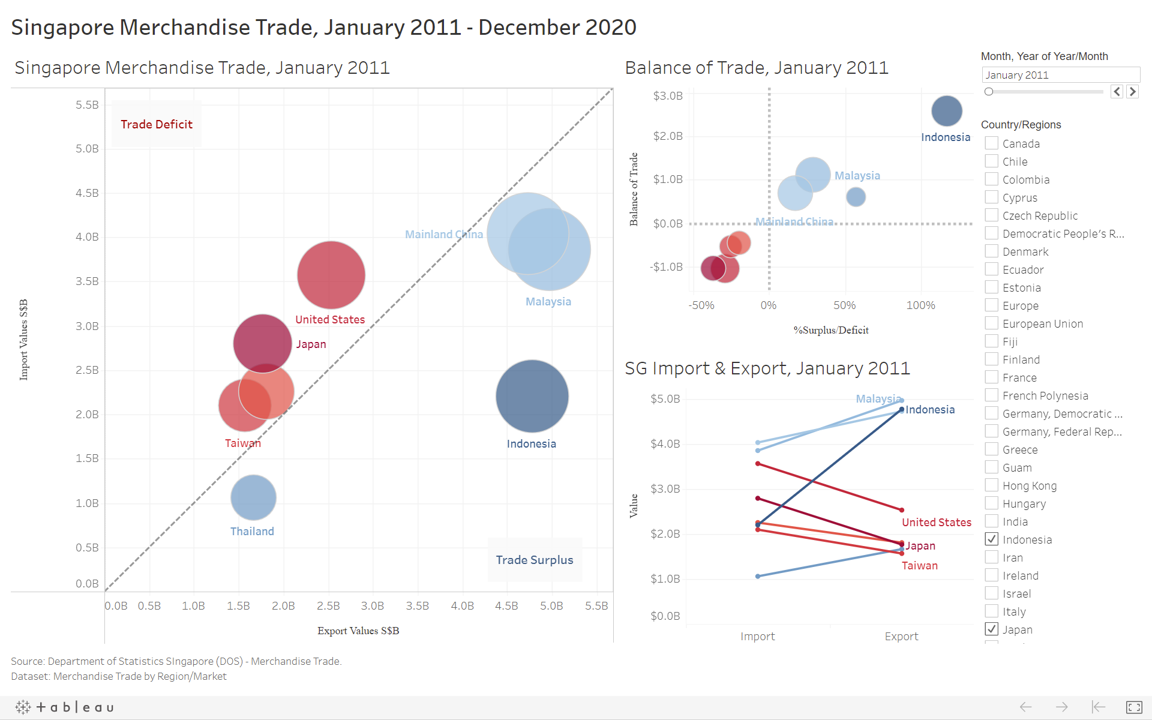 Singapore Merchandise Trade, January 2011 - December 2020
Singapore Merchandise Trade, January 2011
Trade Deficit
5.5B
5.0B
4.5B
4.0B
3.5B
3.0B
2.5B
2.0B
1.5B
1.0B
0.5B
0.0B
Import Values S$B
Mainland China
Malaysia
United States
Japan
Taiwan
Indonesia
Thailand
Trade Surplus
0.0B 0.5B 1.0B 1.5B 2.0B 2.5B 3.0B 3.5B 4.0B 4.5B 5.0B 5.5B
Export Values S$B
Balance of Trade, January 2011
$3.0B
$2.0B
$1.0B
$0.0B
-$1.0B
Balance of Trade
Indonesia
Malaysia
Mainland China
-50% 0% 50% 100%
%Surplus/Deficit
SG Import & Export, January 2011
$5.0B
$4.0B
$3.0B
$2.0B
$1.0B
$0.0B
Value
Malaysia
Indonesia
United States
Japan
Taiwan
Import Export
Month, Year of Year/Month
January 2011
Country/Regions
Canada
Chile
Colombia
Cyprus
Czech Republic
Democratic People's R...
Denmark
Ecuador
Estonia
Europe
European Union
Fiji
Finland
France
French Polynesia
Germany, Democratic ...
Germany, Federal Rep...
Greece
Guam
Hong Kong
Hungary
India
Indonesia
Iran
Ireland
Israel
Italy
Japan
Source: Department of Statistics SIngapore (DOS) - Merchandise Trade.
Dataset: Merchandise Trade by Region/Market
+ a b l e a u